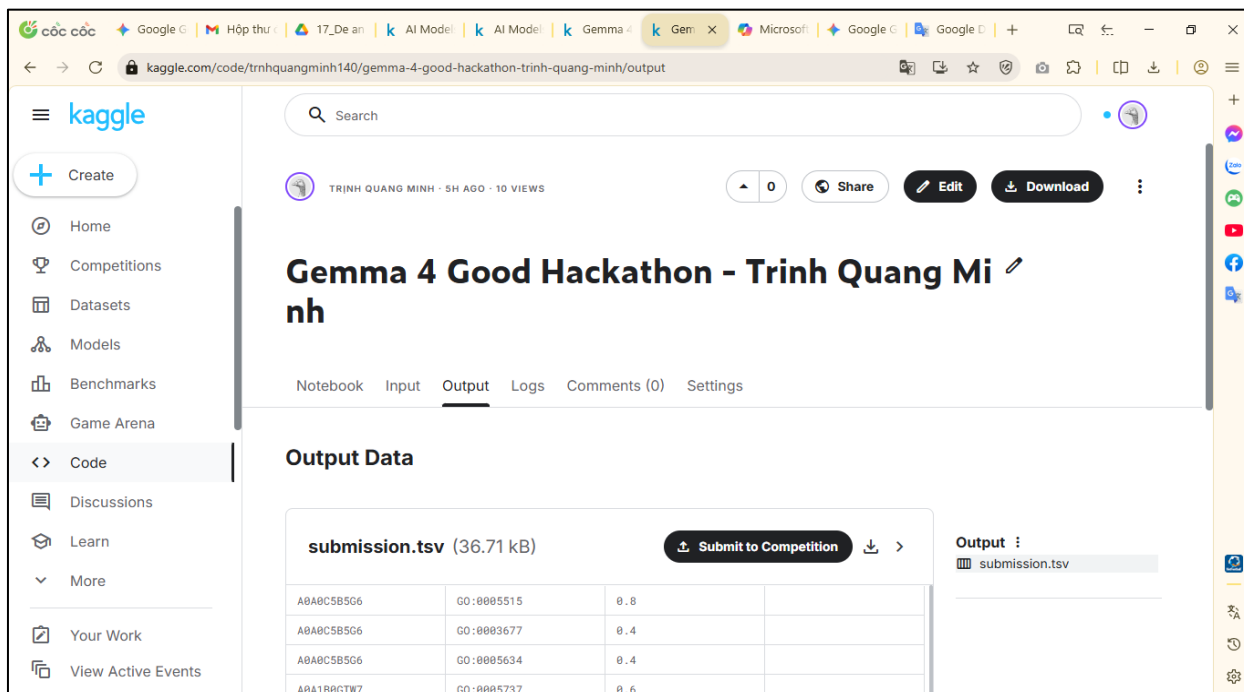 cốc cốc
Google G
Hộp thư (
17_De an
AI Model
AI Model
Gemma 4
Gem
Microsoft
Google G
Google D
kaggle.com/code/trnhquangminh140/gemma-4-good-hackathon-trinh-quang-minh/output
kaggle
Search
Create
TRỊNH QUANG MINH · 5H AGO · 10 VIEWS
0
Share
Edit
Download
Home
Competitions
Datasets
Models
Benchmarks
Game Arena
Code
Discussions
Learn
More
Your Work
View Active Events
Gemma 4 Good Hackathon - Trinh Quang Mi
nh
Notebook Input Output Logs Comments (0) Settings
Output Data
submission.tsv (36.71 kB)
Submit to Competition
A0A0C5B5G6 GO:0005515 0.8
A0A0C5B5G6 GO:0003677 0.4
A0A0C5B5G6 GO:0005634 0.4
A0A1B0GTW7 GO:0005737 0.6
Output
submission.tsv
Zalo